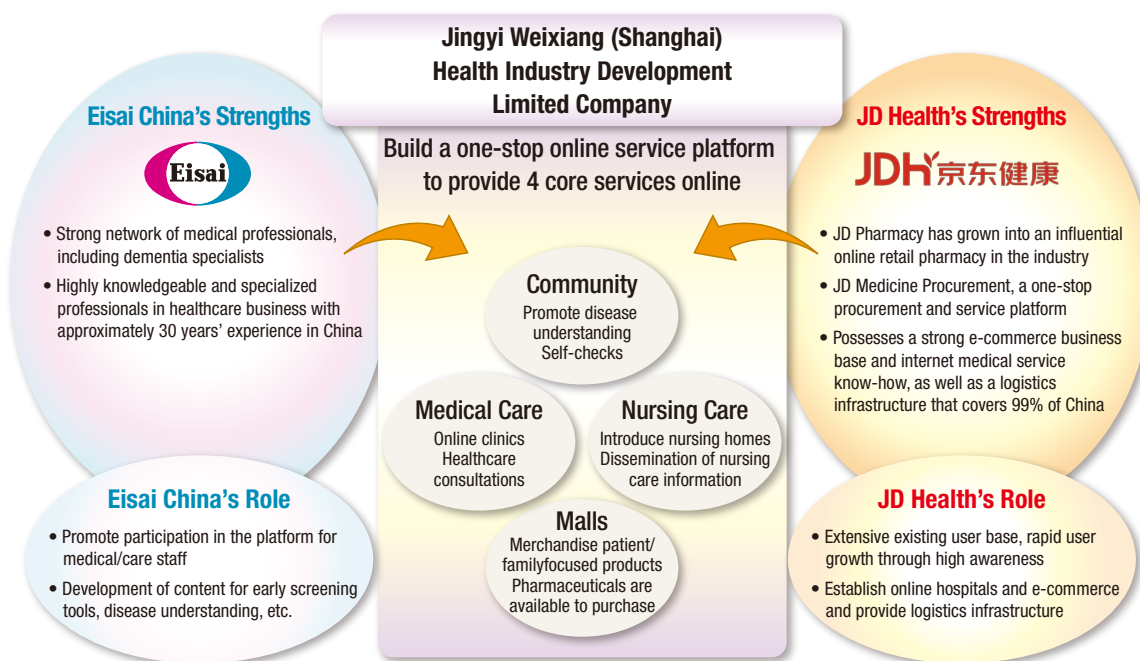 Jingyi Weixiang (Shanghai)
Health Industry Development
Limited Company
Eisai China's Strengths
Eisai
• Strong network of medical professionals,
including dementia specialists
• Highly knowledgeable and specialized
professionals in healthcare business with
approximately 30 years' experience in China
Eisai China's Role
• Promote participation in the platform for
medical/care staff
• Development of content for early screening
tools, disease understanding, etc.
Build a one-stop online service platform
to provide 4 core services online
Community
Promote disease
understanding
Self-checks
Medical Care
Online clinics
Healthcare
consultations
Nursing Care
Introduce nursing homes
Dissemination of nursing
care information
Malls
Merchandise patient/
familyfocused products
Pharmaceuticals are
available to purchase
JD Health's Strengths
JDH 京东健康
• JD Pharmacy has grown into an influential
online retail pharmacy in the industry
• JD Medicine Procurement, a one-stop
procurement and service platform
• Possesses a strong e-commerce business
base and internet medical service
know-how, as well as a logistics
infrastructure that covers 99% of China
JD Health's Role
• Extensive existing user base, rapid user
growth through high awareness
• Establish online hospitals and e-commerce
and provide logistics infrastructure